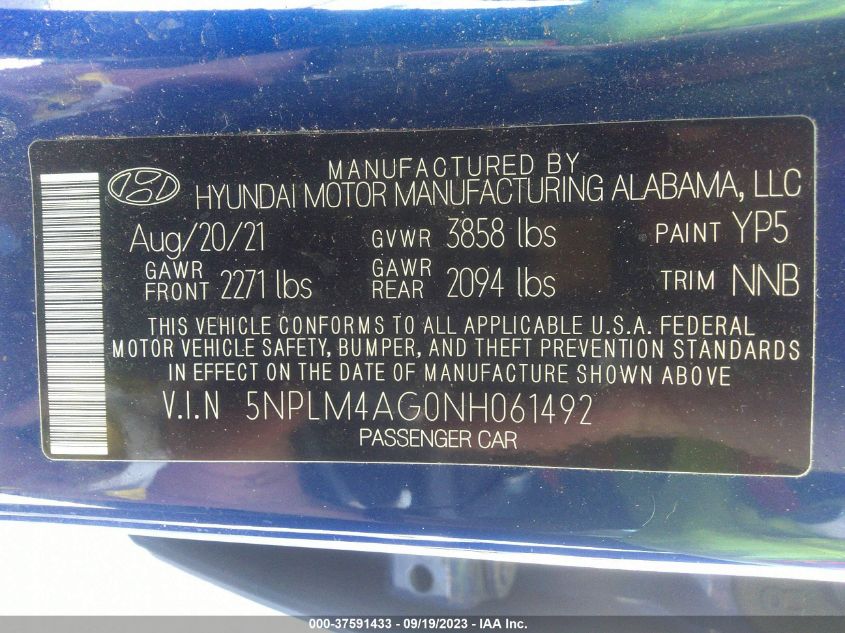 MANUFACTURED BY
HYUNDAI MOTOR MANUFACTURING ALABAMA, LLC
Aug/20/21 GVWR 3858 lbs PAINT YP5
GAWR FRONT 2271 lbs GAWR REAR 2094 lbs TRIM NNB
THIS VEHICLE CONFORMS TO ALL APPLICABLE U.S.A. FEDERAL
MOTOR VEHICLE SAFETY, BUMPER, AND THEFT PREVENTION STANDARDS
IN EFFECT ON THE DATE OF MANUFACTURE SHOWN ABOVE
V.I.N 5NPLM4AG0NH061492
PASSENGER CAR
000-37591433 - 09/19/2023 - IAA Inc.